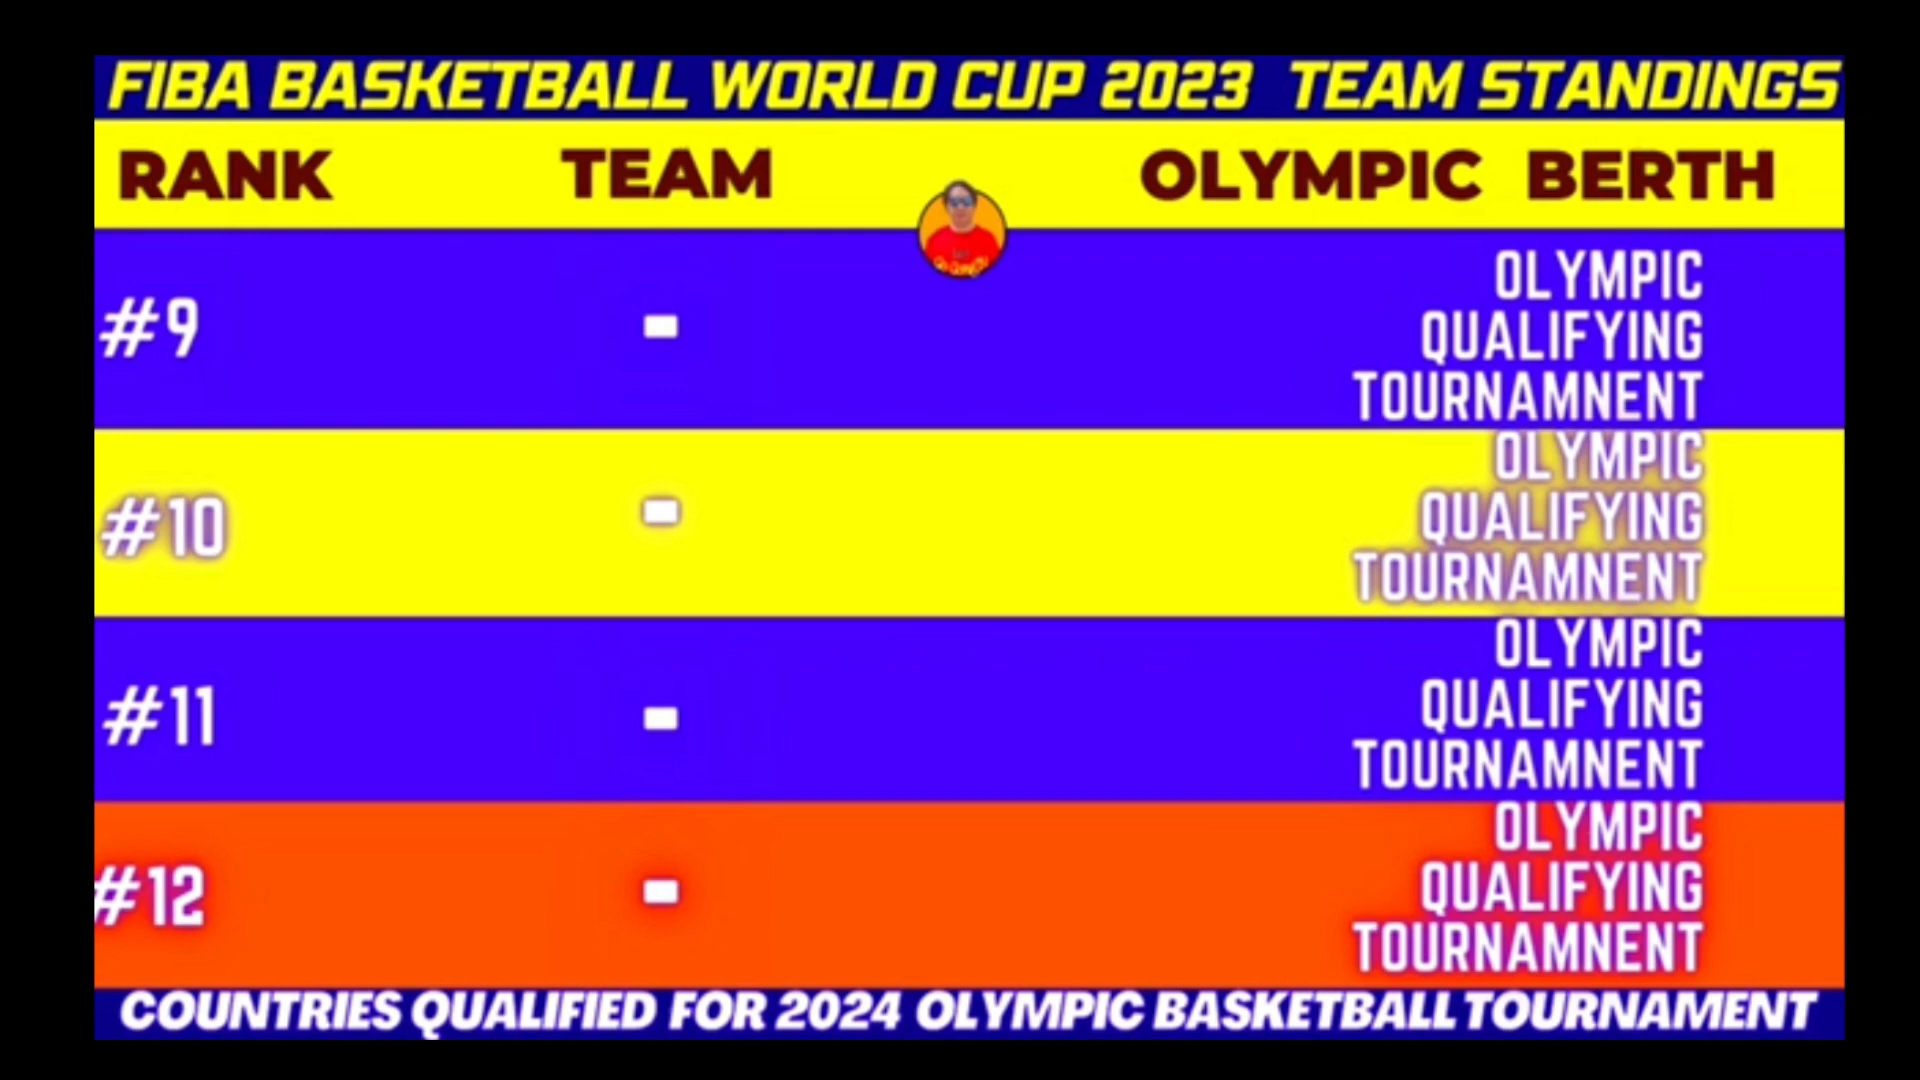 FIBA BASKETBALL WORLD CUP 2023 TEAM STANDINGS
RANK TEAM OLYMPIC BERTH
#9 - OLYMPIC
QUALIFYING
TOURNAMNENT
#10 - OLYMPIC
QUALIFYING
TOURNAMNENT
#11 - OLYMPIC
QUALIFYING
TOURNAMNENT
#12 - OLYMPIC
QUALIFYING
TOURNAMNENT
COUNTRIES QUALIFIED FOR 2024 OLYMPIC BASKETBALL TOURNAMENT